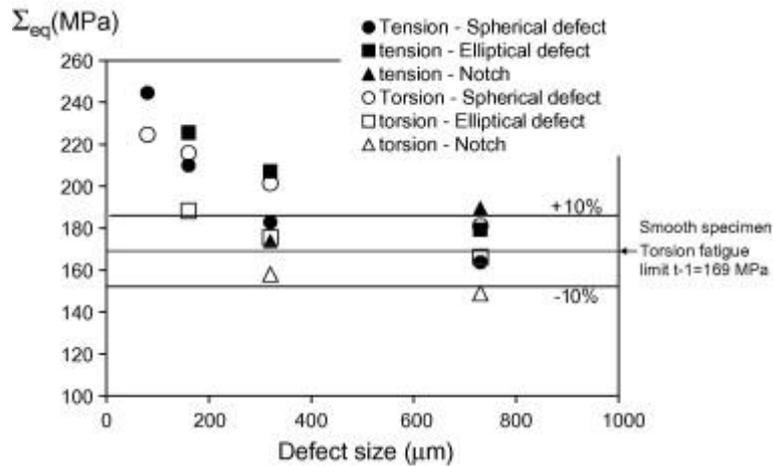 Σeq(MPa)
Tension - Spherical defect
tension - Elliptical defect
tension - Notch
Torsion - Spherical defect
torsion - Elliptical defect
torsion - Notch
260
240
220
200
180
160
140
120
100
+10%
-10%
Smooth specimen
Torsion fatigue
limit t-1=169 MPa
0 200 400 600 800 1000
Defect size (μm)